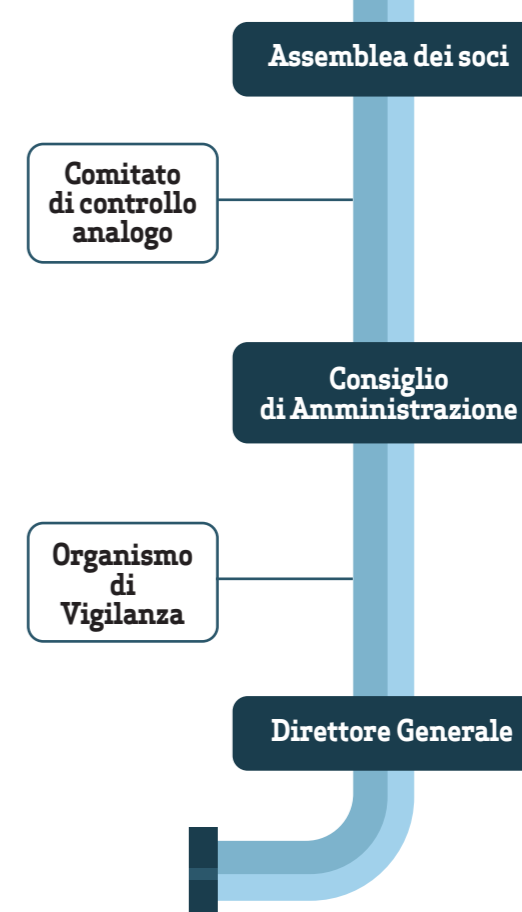 Assemblea dei soci
Comitato
di controllo
analogo
Consiglio
di Amministrazione
Organismo
di
Vigilanza
Direttore Generale